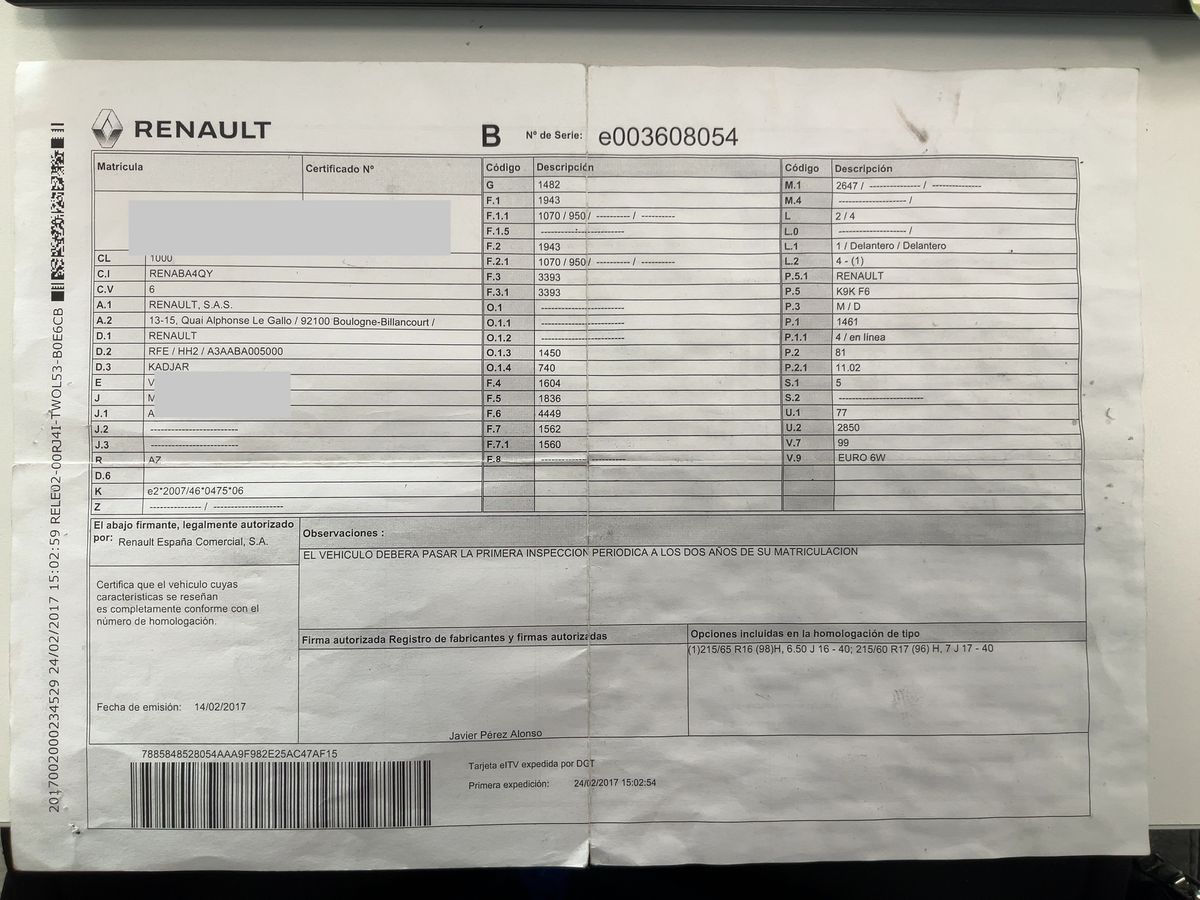 RENAULT
B Nº de Serie: e003608054
Matricula Certificado Nº
CL 1000
C.I RENABA4QY
C.V 6
A.1 RENAULT, S.A.S.
A.2 13-15, Quai Alphonse Le Gallo / 92100 Boulogne-Billancourt /
D.1 RENAULT
D.2 RFE / HH2 / A3AABA005000
D.3 KADJAR
E V
J M
J.1 A
J.2 --------------------
J.3 --------------------
R AZ
D.6
K e2*2007/46*0475*06
Z ------------ / ----------------
Código Descripción
G 1482
F.1 1943
F.1.1 1070 / 950 / --------- / ---------
F.1.5 --------------------
F.2 1943
F.2.1 1070 / 950 / --------- / ---------
F.3 3393
F.3.1 3393
O.1 --------------------
O.1.1 --------------------
O.1.2 --------------------
O.1.3 1450
O.1.4 740
F.4 1604
F.5 1836
F.6 4449
F.7 1562
F.7.1 1560
F.8 --------------------
Código Descripción
M.1 2647 / ------------ / ------------
M.4 ---------------- /
L 2 / 4
L.0 ---------------- /
L.1 1 / Delantero / Delantero
L.2 4 - (1)
P.5.1 RENAULT
P.5 K9K F6
P.3 M / D
P.1 1461
P.1.1 4 / en línea
P.2 81
P.2.1 11.02
S.1 5
S.2 --------------------
U.1 77
U.2 2850
V.7 99
V.9 EURO 6W
El abajo firmante, legalmente autorizado
por: Renault España Comercial, S.A.
Certifica que el vehículo cuyas
características se reseñan
es completamente conforme con el
número de homologación.
Fecha de emisión: 14/02/2017
Observaciones :
EL VEHICULO DEBERA PASAR LA PRIMERA INSPECCION PERIODICA A LOS DOS AÑOS DE SU MATRICULACION
Firma autorizada Registro de fabricantes y firmas autorizadas
Javier Pérez Alonso
Opciones incluidas en la homologación de tipo
(1)215/65 R16 (98)H, 6.50 J 16 - 40; 215/60 R17 (96) H, 7 J 17 - 40
7885848528054AAA9F982E25AC47AF15
Tarjeta eITV expedida por DGT
Primera expedición: 24/02/2017 15:02:54
2017002000234529 24/02/2017 15:02:59 RELE02-00RJ4I-TWOL53-B0E6CB